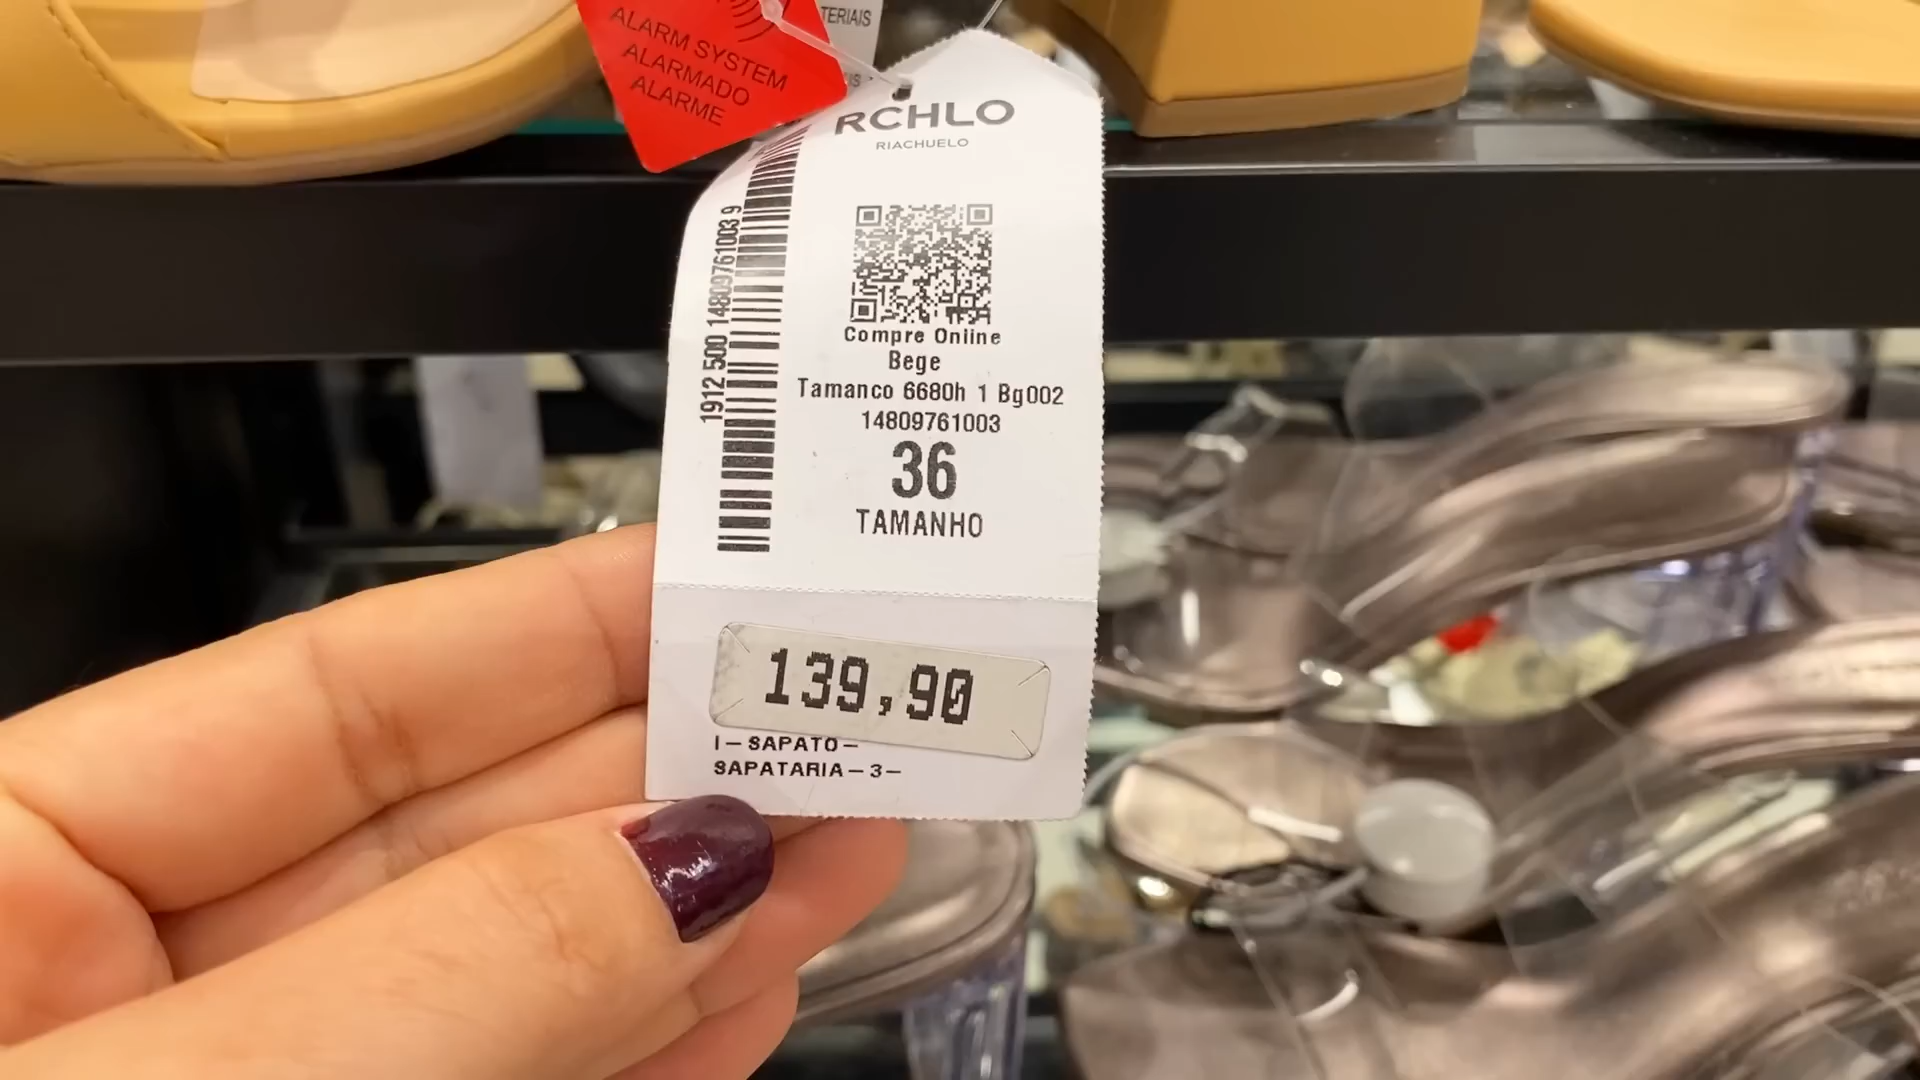 TERIAIS
ALARM SYSTEM
ALARMADO
ALARME
RCHLO
RIACHUELO
1912 500 14809761003 9
Compre Online
Bege
Tamanco 6680h 1 Bg002
14809761003
36
TAMANHO
139,90
I-SAPATO-
SAPATARIA-3-